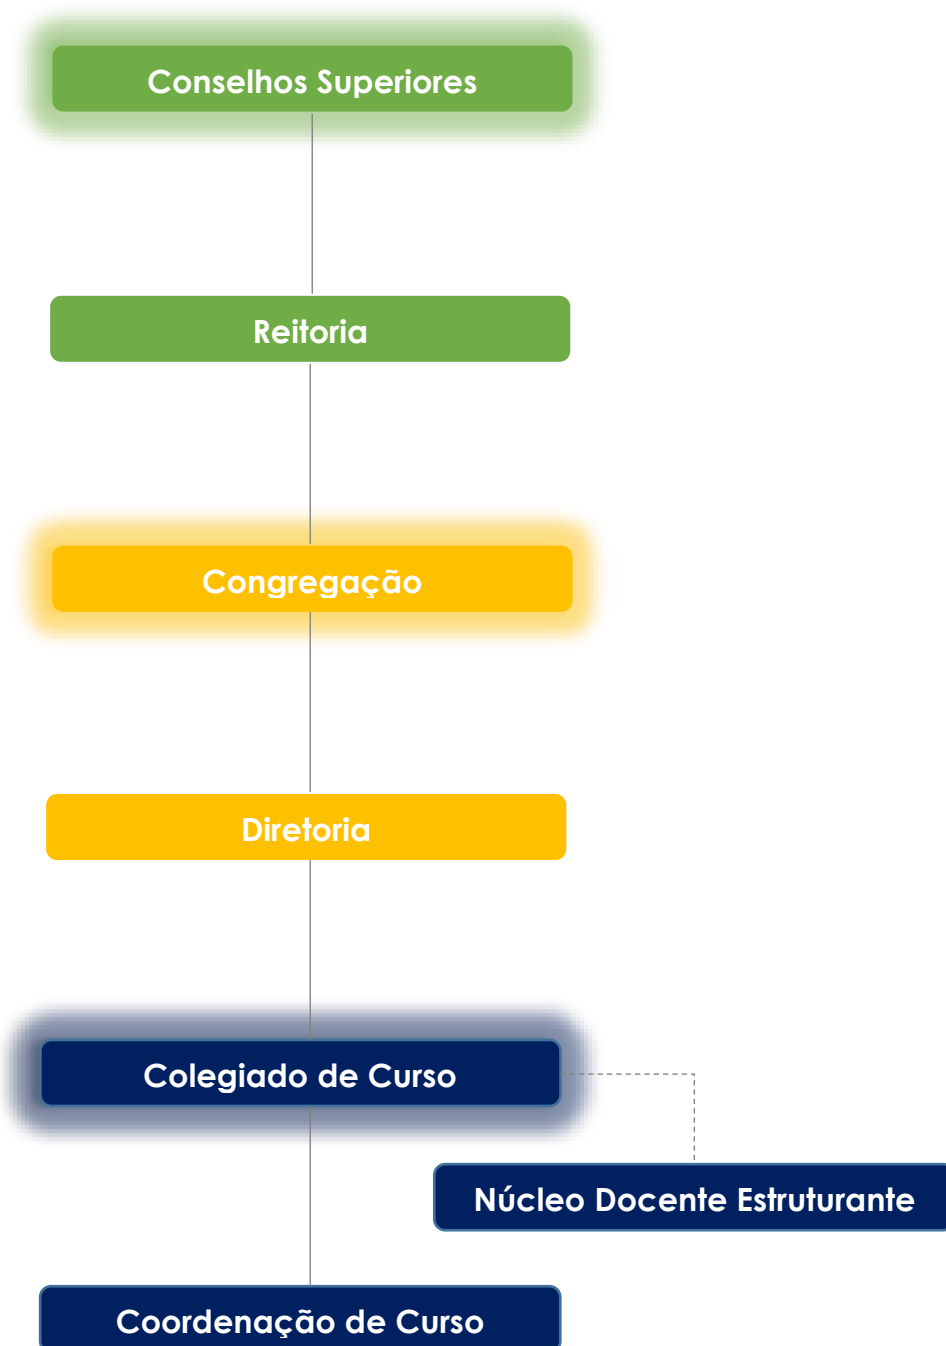 Conselhos Superiores
Reitoria
Congregação
Diretoria
Colegiado de Curso
Núcleo Docente Estruturante
Coordenação de Curso